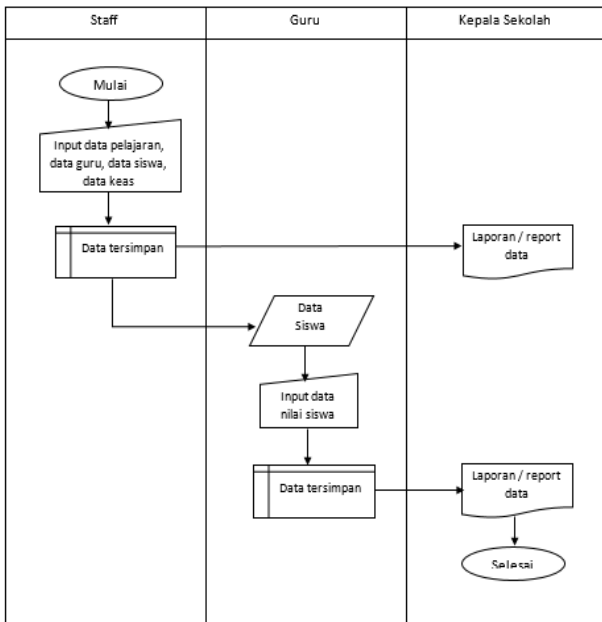 Staff
Guru
Kepala Sekolah
Mulai
Input data pelajaran,
data guru, data siswa,
data keas
Data tersimpan
Laporan / report
data
Data
Siswa
Input data
nilai siswa
Data tersimpan
Laporan / report
data
Selesai